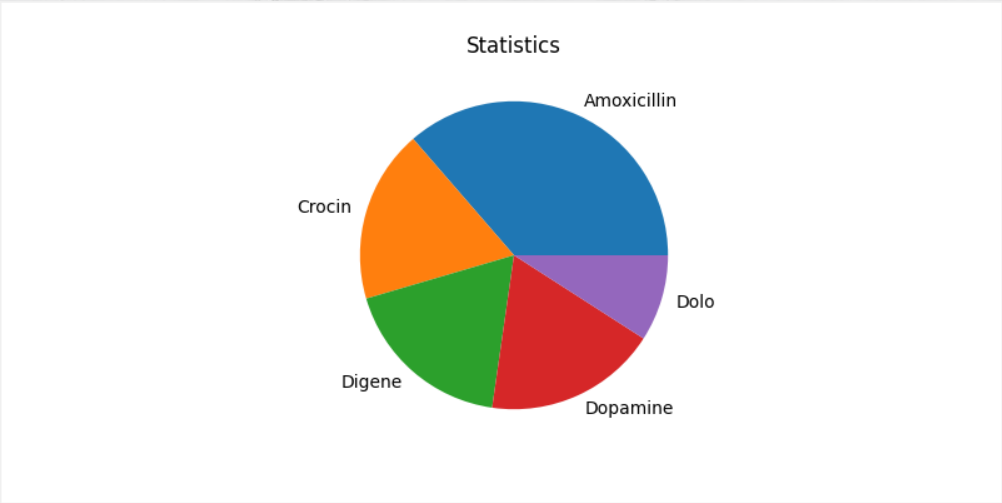 Statistics
Amoxicillin
Crocin
Dolo
Digene
Dopamine